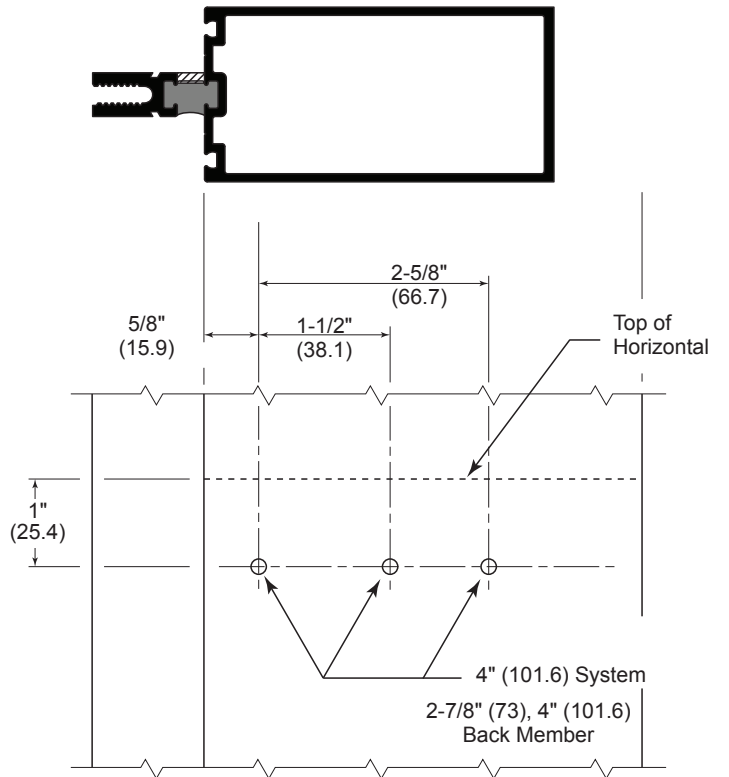 2-5/8"
(66.7)
5/8"
(15.9)
1-1/2"
(38.1)
Top of
Horizontal
1"
(25.4)
4" (101.6) System
2-7/8" (73), 4" (101.6)
Back Member